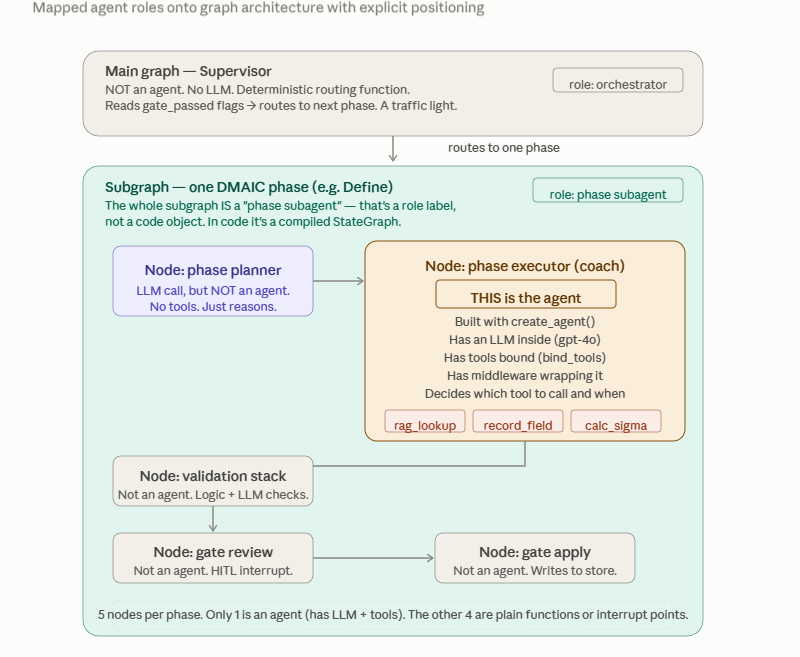 Mapped agent roles onto graph architecture with explicit positioning
Main graph — Supervisor
NOT an agent. No LLM. Deterministic routing function.
Reads gate_passed flags → routes to next phase. A traffic light.
role: orchestrator
routes to one phase
Subgraph — one DMAIC phase (e.g. Define)
The whole subgraph IS a "phase subagent" — that's a role label,
not a code object. In code it's a compiled StateGraph.
role: phase subagent
Node: phase planner
LLM call, but NOT an agent.
No tools. Just reasons.
Node: phase executor (coach)
THIS is the agent
Built with create_agent()
Has an LLM inside (gpt-4o)
Has tools bound (bind_tools)
Has middleware wrapping it
Decides which tool to call and when
rag_lookup
record_field
calc_sigma
Node: validation stack
Not an agent. Logic + LLM checks.
Node: gate review
Not an agent. HITL interrupt.
Node: gate apply
Not an agent. Writes to store.
5 nodes per phase. Only 1 is an agent (has LLM + tools). The other 4 are plain functions or interrupt points.